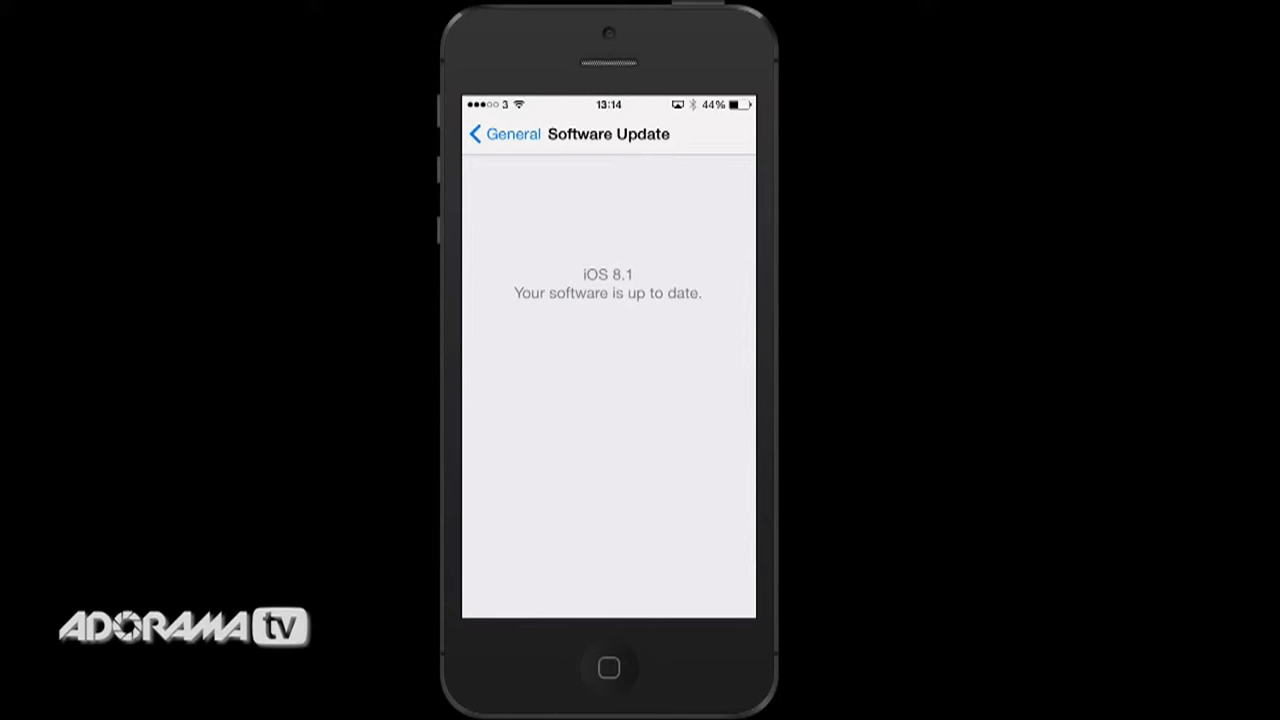 3 13:14 44%
General Software Update
iOS 8.1
Your software is up to date.
ADORAMA tv